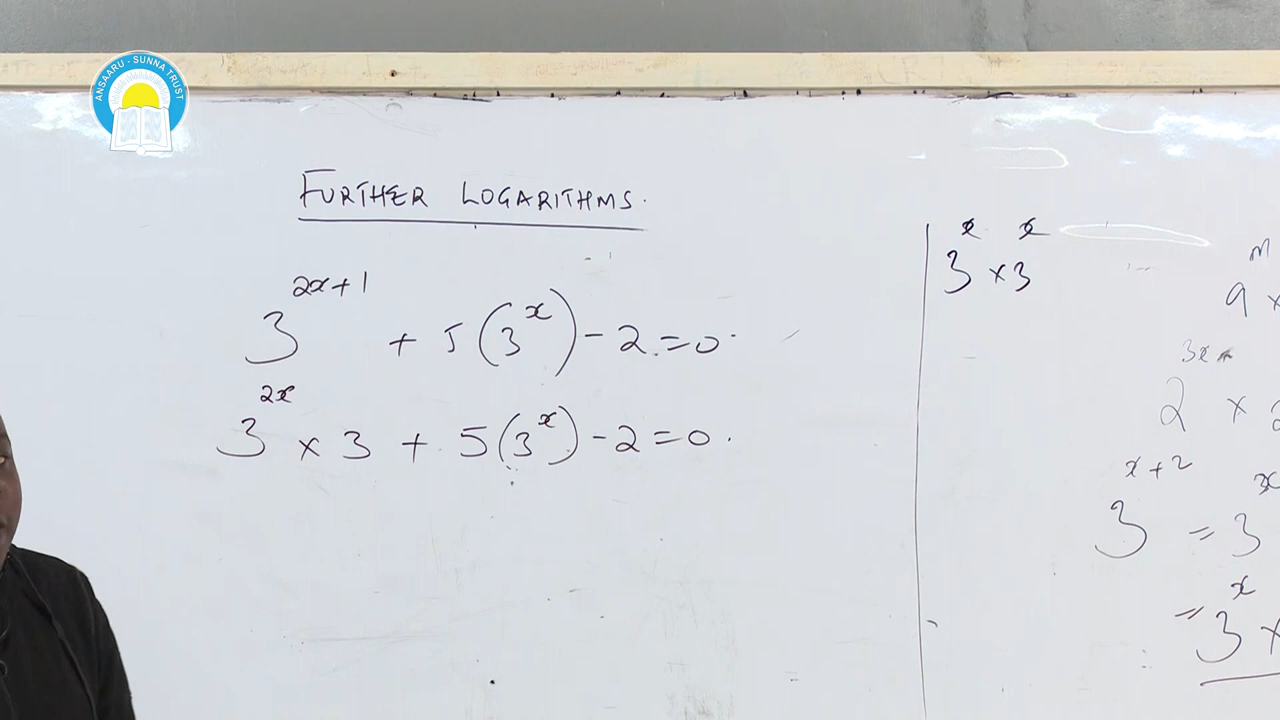 ANSAARU - SUNNA TRUST
FURTHER LOGARITHMS.
3^{2x+1} + 5(3^x) - 2 = 0.
3^{2x} × 3 + 5(3^x) - 2 = 0.
3^x × 3^x
9^m ×
2^{3x} ×
3^{x+2} = 3^x
= 3^x ×